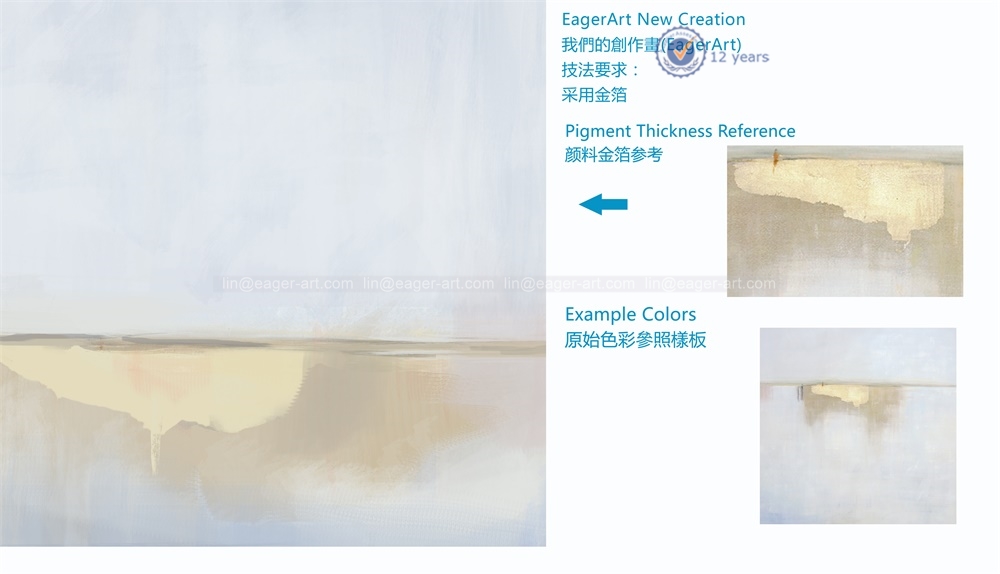 EagerArt New Creation
我們的創作畫(EagerArt)
12 years
技法要求：
采用金箔
Pigment Thickness Reference
颜料金箔参考
lin@eager-art.com lin@eager-art.com lin@eager-art.com lin@eager-art.com
Example Colors
原始色彩參照樣板